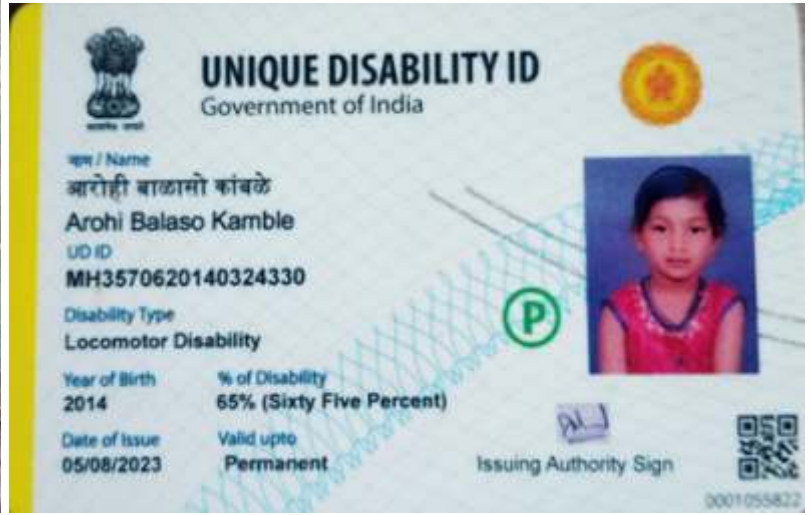 UNIQUE DISABILITY ID
Government of India
नाम / Name
आरोही बाळासो कांबळे
Arohi Balaso Kamble
UD ID
MH3570620140324330
Disability Type
Locomotor Disability
Year of Birth % of Disability
2014 65% (Sixty Five Percent)
Date of Issue Valid upto
05/08/2023 Permanent
P
Issuing Authority Sign
0001055822